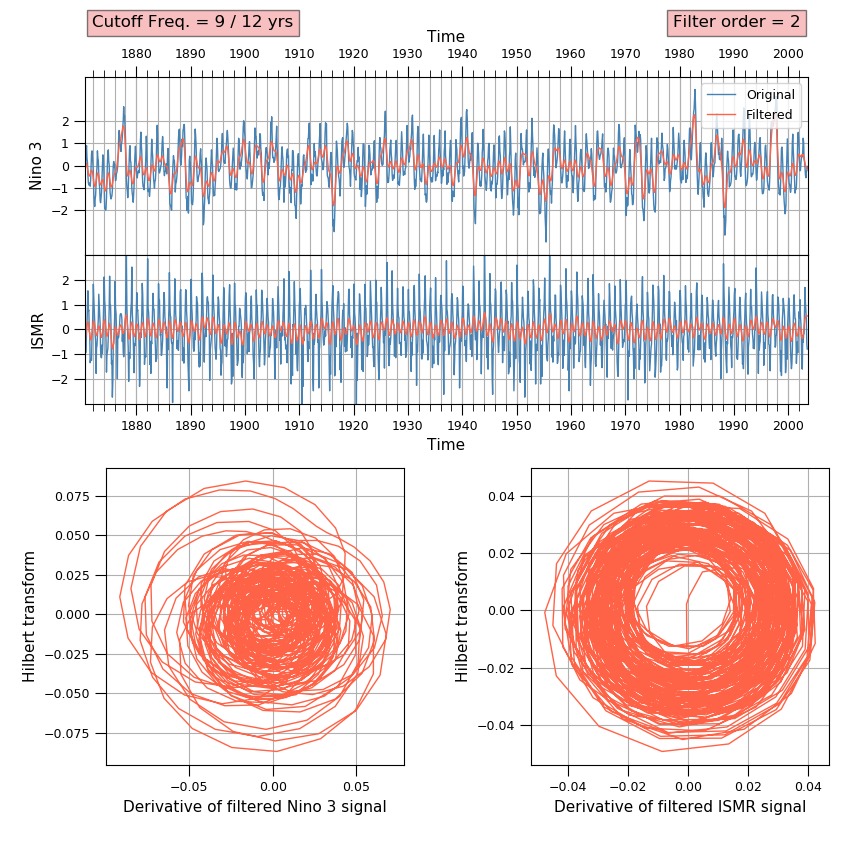 Cutoff Freq. = 9 / 12 yrs
Filter order = 2
Time
1880 1890 1900 1910 1920 1930 1940 1950 1960 1970 1980 1990 2000
Original
Filtered
Nino 3
2
1
0
−1
−2
ISMR
2
1
0
−1
−2
1880 1890 1900 1910 1920 1930 1940 1950 1960 1970 1980 1990 2000
Time
Hilbert transform
0.075
0.050
0.025
0.000
−0.025
−0.050
−0.075
−0.05 0.00 0.05
Derivative of filtered Nino 3 signal
Hilbert transform
0.04
0.02
0.00
−0.02
−0.04
−0.04 −0.02 0.00 0.02 0.04
Derivative of filtered ISMR signal